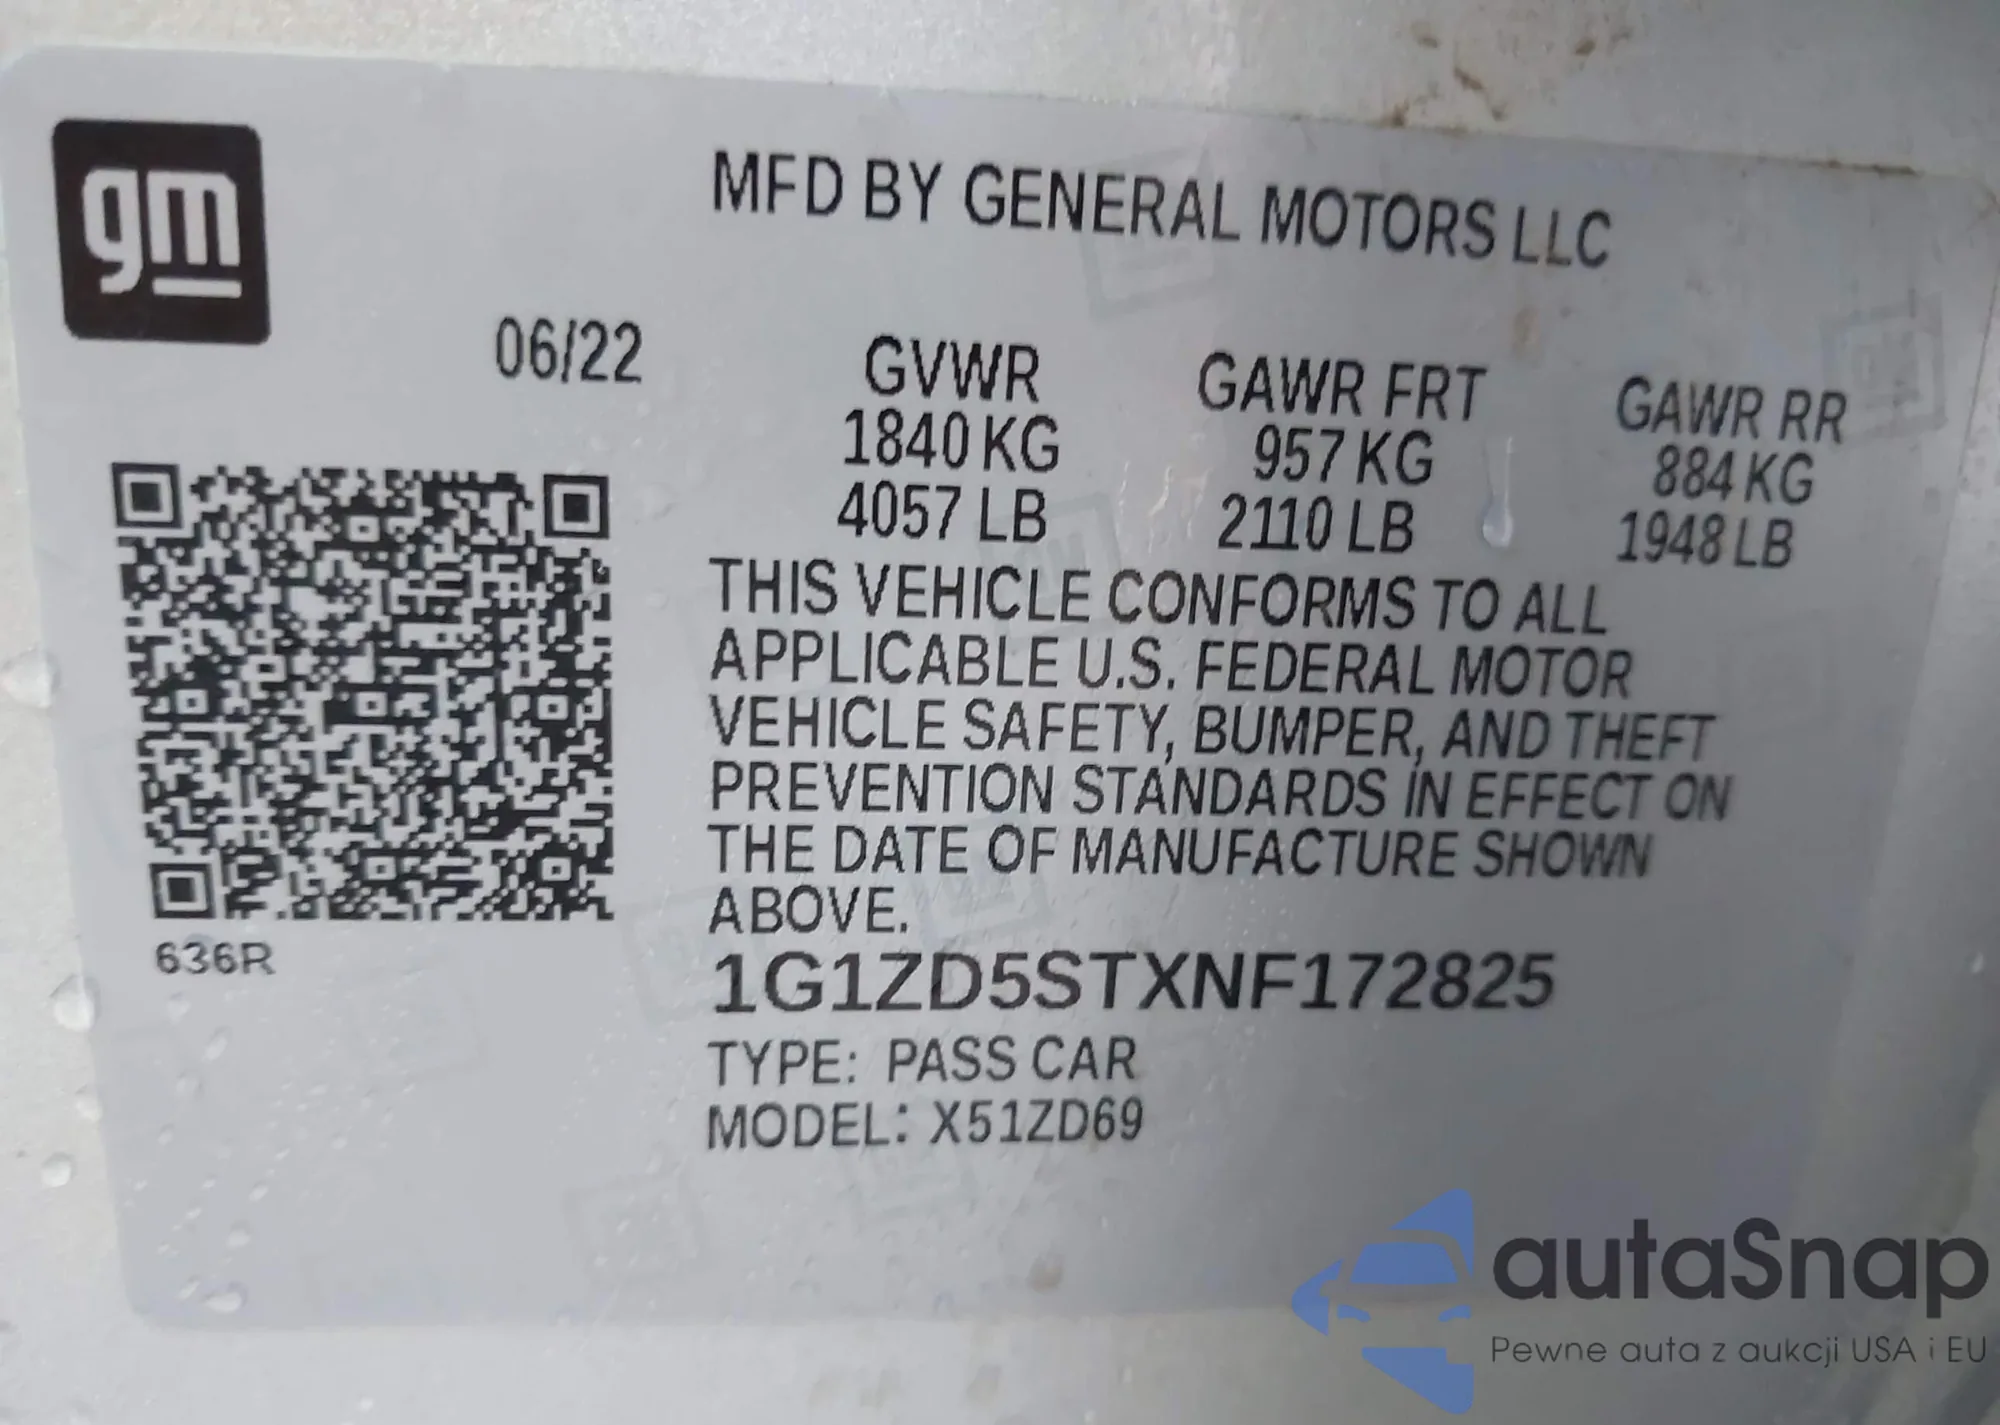 gm
MFD BY GENERAL MOTORS LLC
06/22
GVWR GAWR FRT GAWR RR
1840 KG 957 KG 884 KG
4057 LB 2110 LB 1948 LB
THIS VEHICLE CONFORMS TO ALL
APPLICABLE U.S. FEDERAL MOTOR
VEHICLE SAFETY, BUMPER, AND THEFT
PREVENTION STANDARDS IN EFFECT ON
THE DATE OF MANUFACTURE SHOWN
ABOVE.
636R
1G1ZD5STXNF172825
TYPE: PASS CAR
MODEL: X51ZD69
autaSnap
Pewne auta z aukcji USA i EU